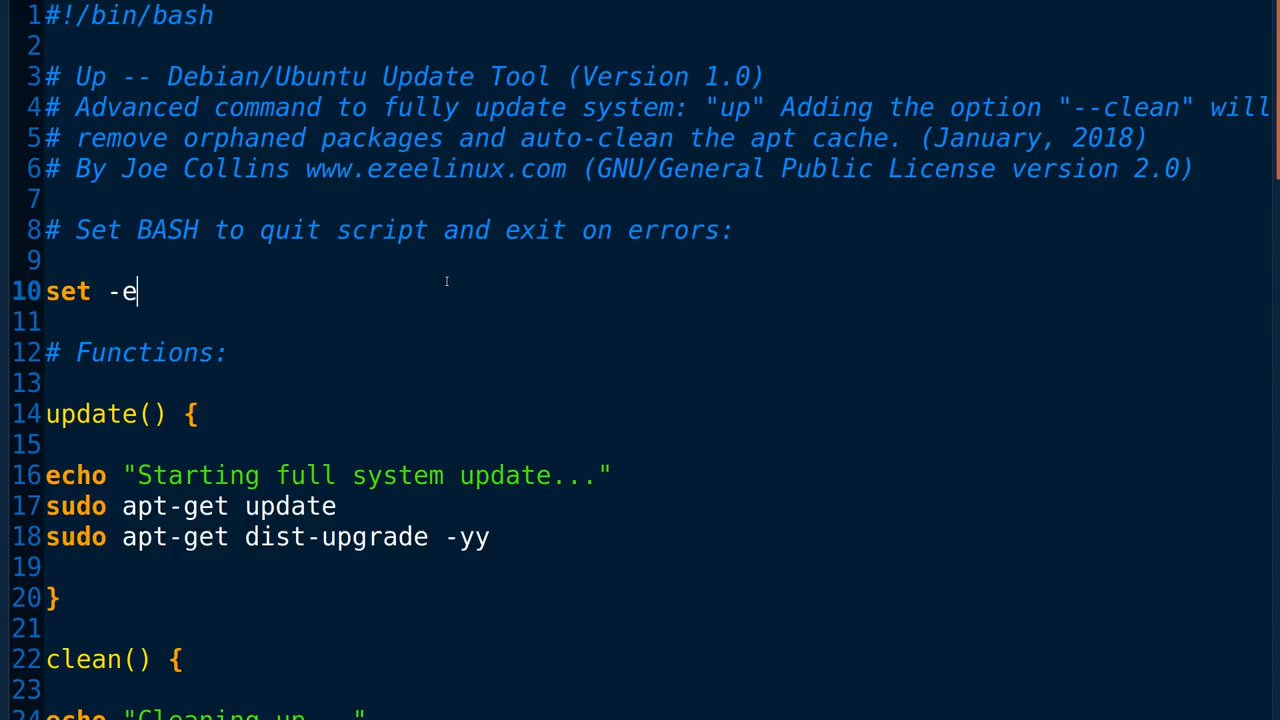 1 #!/bin/bash
2
3 # Up -- Debian/Ubuntu Update Tool (Version 1.0)
4 # Advanced command to fully update system: "up" Adding the option "--clean" will
5 # remove orphaned packages and auto-clean the apt cache. (January, 2018)
6 # By Joe Collins www.ezeelinux.com (GNU/General Public License version 2.0)
7
8 # Set BASH to quit script and exit on errors:
9
10 set -e
11
12 # Functions:
13
14 update() {
15
16 echo "Starting full system update..."
17 sudo apt-get update
18 sudo apt-get dist-upgrade -yy
19
20 }
21
22 clean() {
23
24 echo "Cleaning up..."